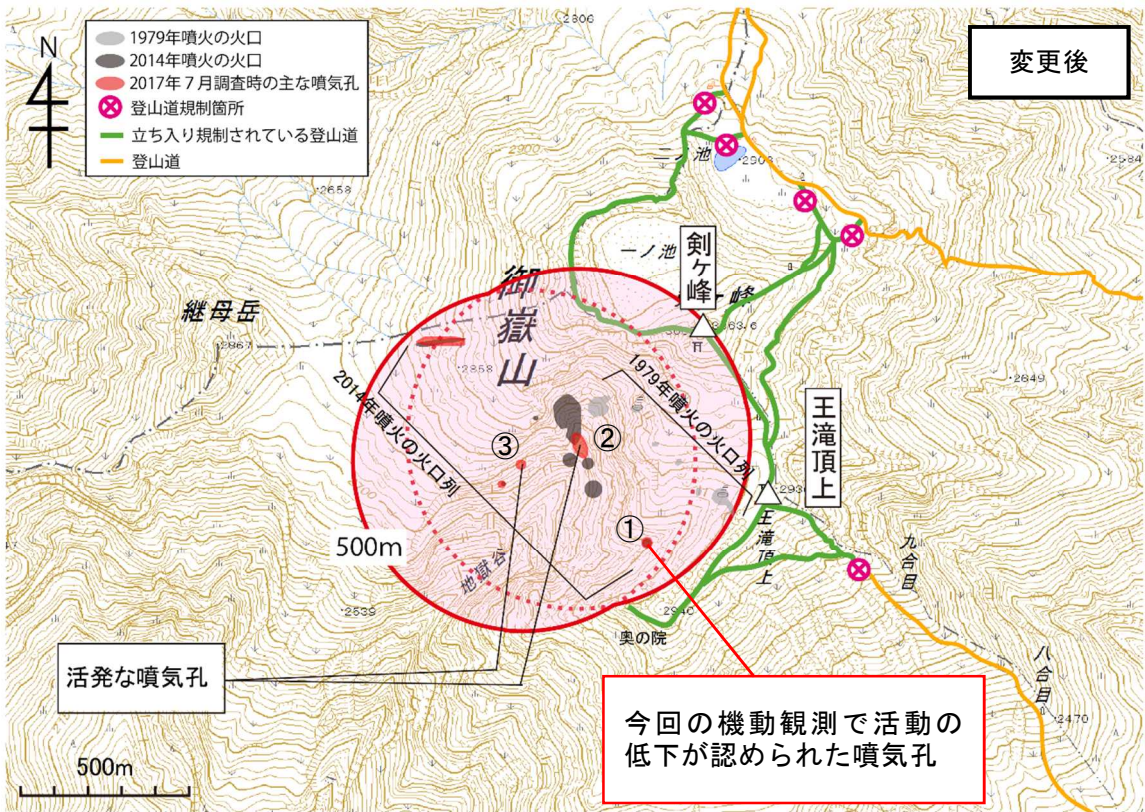 変更後
N
1979年噴火の火口
2014年噴火の火口
2017年7月調査時の主な噴気孔
登山道規制箇所
立ち入り規制されている登山道
登山道
2806
2900
2658
二ノ池
2908
2584
一ノ池
剣ヶ峰
御嶽山
継母岳
2867
2858
2649
1979年噴火の火口列
2014年噴火の火口列
王滝頂上
①
②
③
王滝頂上
500m
地獄谷
2539
2940
奥の院
九合目
八合目
2470
活発な噴気孔
今回の機動観測で活動の
低下が認められた噴気孔
500m